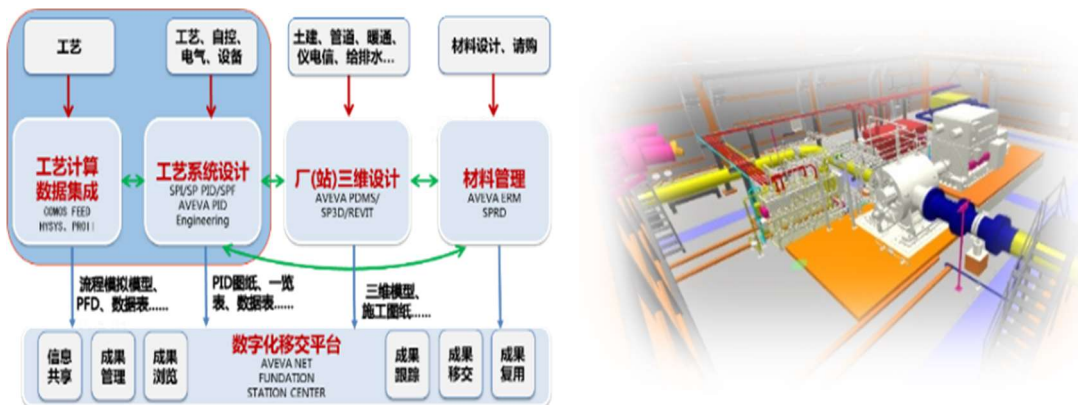 工艺
工艺、自控、
电气、设备
土建、管道、暖通、
仪电信、给排水...
材料设计、请购
工艺计算
数据集成
COMOS FEED
HYSYS、PROII
工艺系统设计
SPI/SP PID/SPF
AVEVA PID
Engineering
厂(站)三维设计
AVEVA PDMS/
SP3D/REVIT
材料管理
AVEVA ERM
SPRD
流程模拟模型、
PFD、数据表……
PID图纸、一览
表、数据表……
三维模型、
施工图纸……
信息
共享
成果
管理
成果
浏览
数字化移交平台
AVEVA NET
FUNDATION
STATION CENTER
成果
跟踪
成果
移交
成果
复用